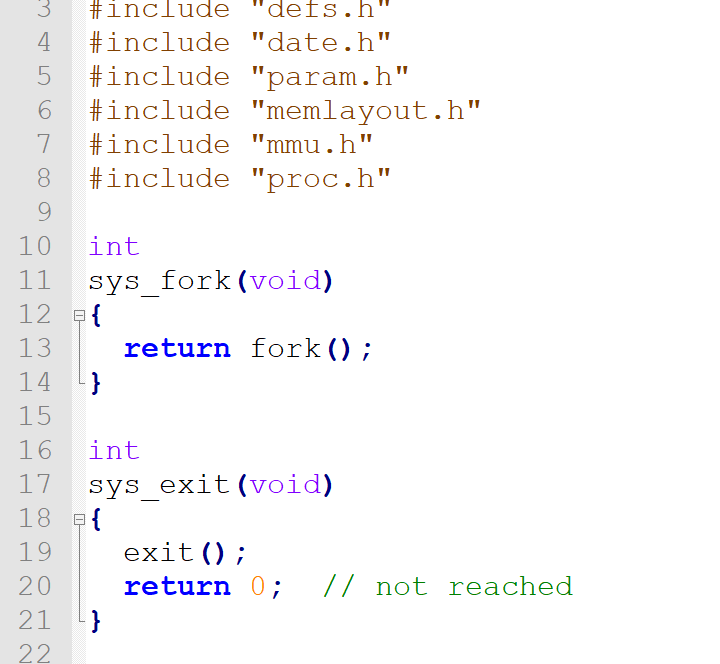 3 #include "defs.h"
4 #include "date.h"
5 #include "param.h"
6 #include "memlayout.h"
7 #include "mmu.h"
8 #include "proc.h"
9
10 int
11 sys_fork(void)
12 {
13   return fork();
14 }
15
16 int
17 sys_exit(void)
18 {
19   exit();
20   return 0;  // not reached
21 }
22